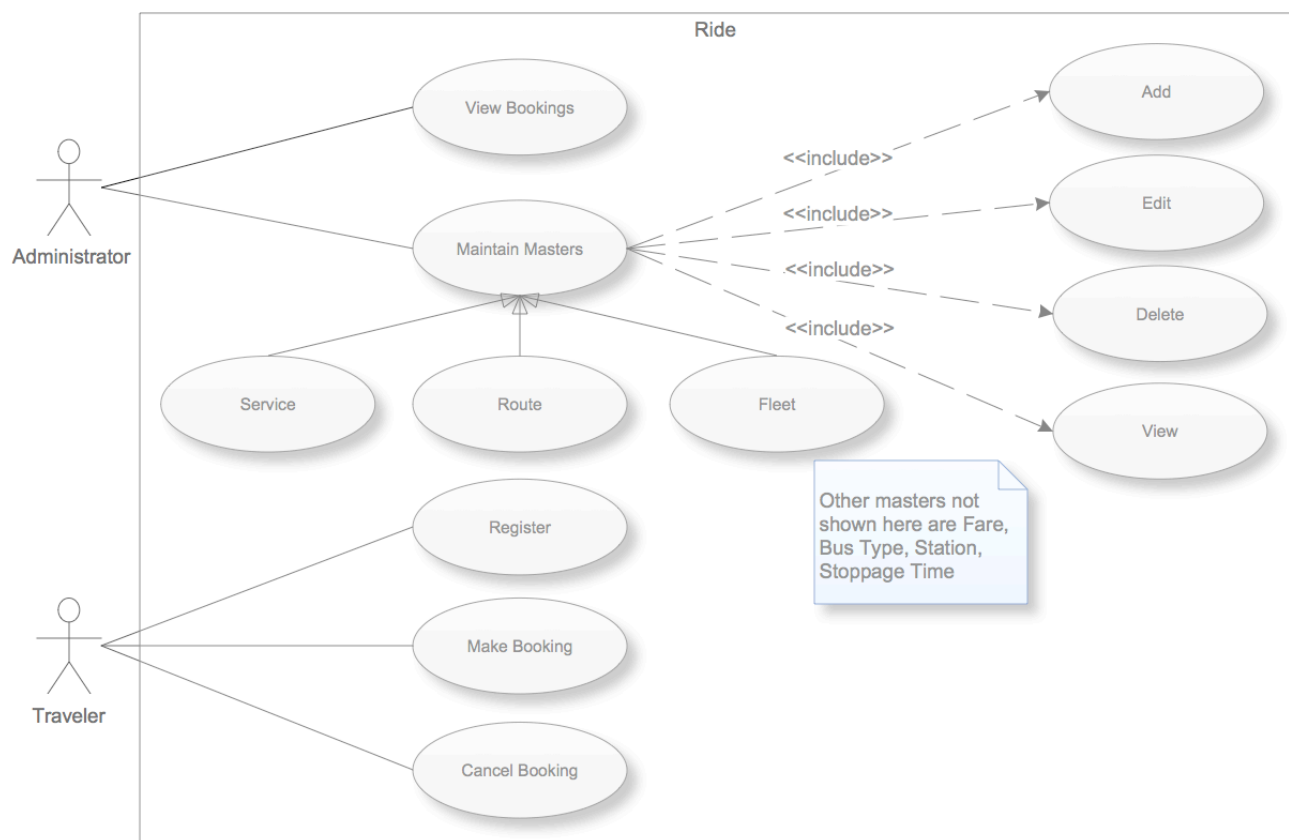 Ride
View Bookings
Add
<<include>>
Edit
<<include>>
Administrator
Maintain Masters
<<include>>
Delete
<<include>>
Service
Route
Fleet
View
Other masters not
shown here are Fare,
Bus Type, Station,
Stoppage Time
Register
Make Booking
Traveler
Cancel Booking